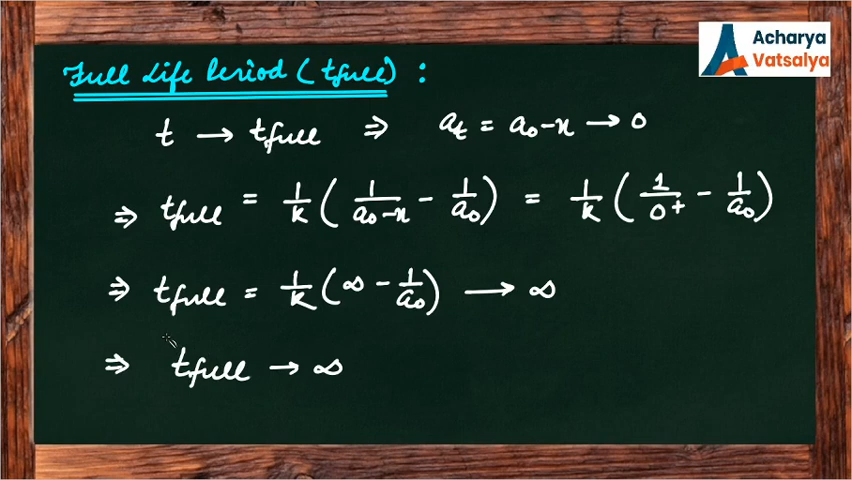 Acharya
Vatsalya
Full Life Period (tfull) :
t → tfull ⇒ at = a0-x → 0
⇒ tfull = 1/k ( 1/a0-x - 1/a0 ) = 1/k ( 1/0+ - 1/a0 )
⇒ tfull = 1/k ( ∞ - 1/a0 ) → ∞
⇒ tfull → ∞